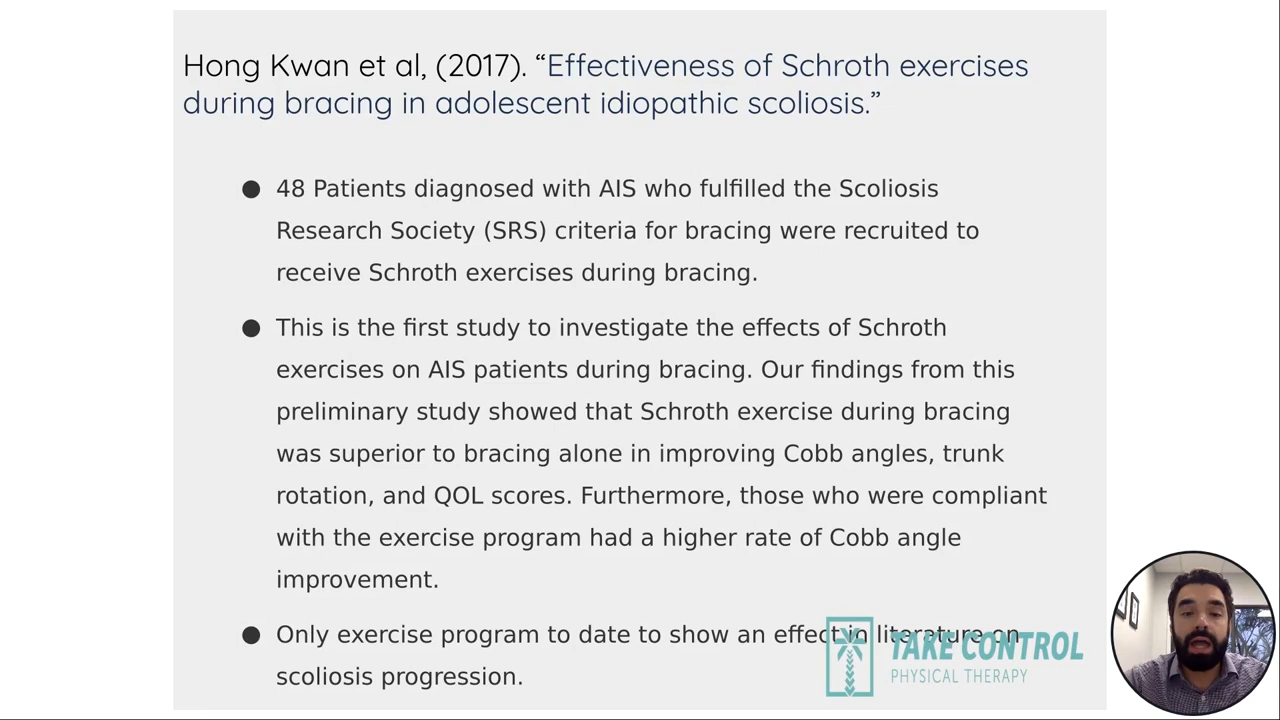 Hong Kwan et al, (2017). “Effectiveness of Schroth exercises
during bracing in adolescent idiopathic scoliosis.”
● 48 Patients diagnosed with AIS who fulfilled the Scoliosis
Research Society (SRS) criteria for bracing were recruited to
receive Schroth exercises during bracing.
● This is the first study to investigate the effects of Schroth
exercises on AIS patients during bracing. Our findings from this
preliminary study showed that Schroth exercise during bracing
was superior to bracing alone in improving Cobb angles, trunk
rotation, and QOL scores. Furthermore, those who were compliant
with the exercise program had a higher rate of Cobb angle
improvement.
● Only exercise program to date to show an effect in literature on
scoliosis progression.
TAKE CONTROL
PHYSICAL THERAPY